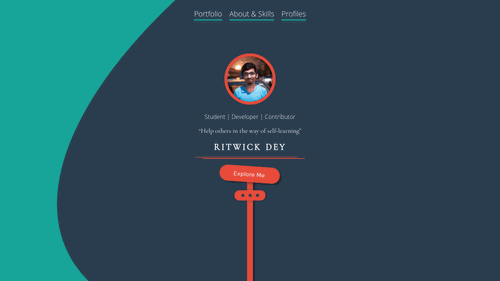 Portfolio About & Skills Profiles
Student | Developer | Contributor
"Help others in the way of self-learning"
RITWICK DEY
Explore Me